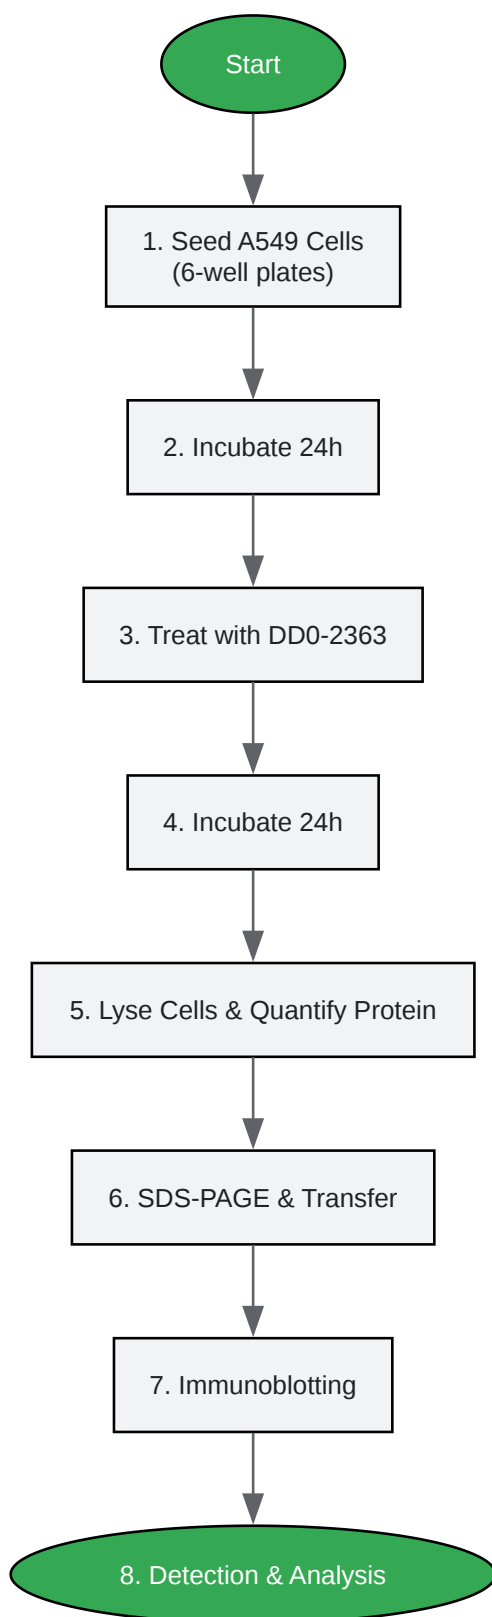 Start
1. Seed A549 Cells
(6-well plates)
2. Incubate 24h
3. Treat with DD0-2363
4. Incubate 24h
5. Lyse Cells & Quantify Protein
6. SDS-PAGE & Transfer
7. Immunoblotting
8. Detection & Analysis